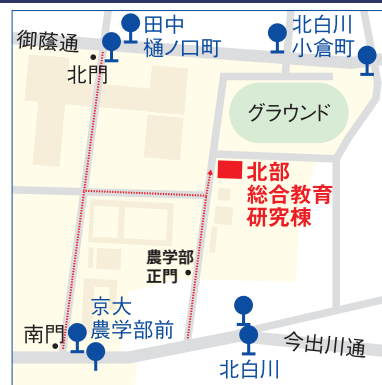 田中
樋ノ口町
北白川
小倉町
御蔭通
北門
グラウンド
北部
総合教育
研究棟
農学部
正門
京大
農学部前
南門
今出川通
北白川